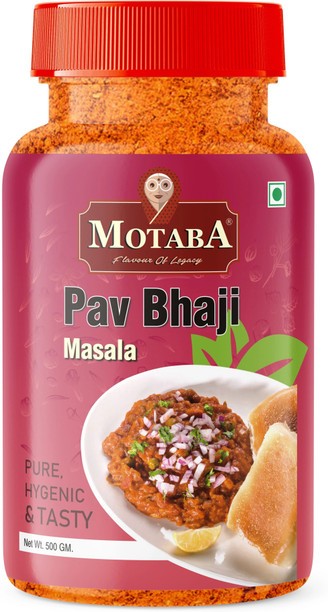 MOTABA®
Flavour Of Legacy
Pav Bhaji
Masala
PURE,
HYGENIC
& TASTY
Net Wt. 500 GM.